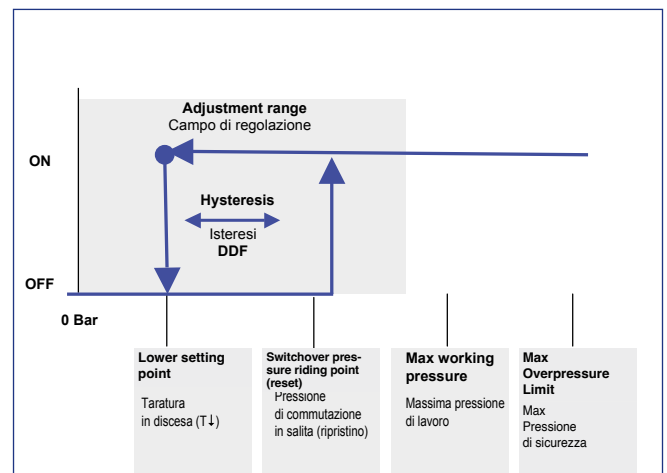 Adjustment range
Campo di regolazione
ON
Hysteresis
Isteresi
DDF
OFF
0 Bar
Lower setting
point
Taratura
in discesa (T↓)
Switchover pres-
sure riding point
(reset)
Pressione
di commutazione
in salita (ripristino)
Max working
pressure
Massima pressione
di lavoro
Max
Overpressure
Limit
Max
Pressione
di sicurezza